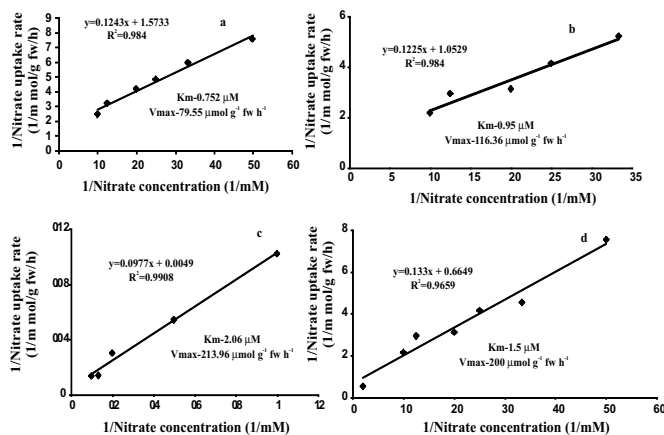 a
y=0.1243x + 1.5733
R²=0.984
Km-0.752 µM
Vmax-79.55 µmol g⁻¹ fw h⁻¹
1/Nitrate uptake rate
(1/m mol/g fw/h)
9
8
7
6
5
4
3
2
1
0
0 10 20 30 40 50 60
1/Nitrate concentration (1/mM)
b
y=0.1225x + 1.0529
R²=0.984
Km-0.95 µM
Vmax-116.36 µmol g⁻¹ fw h⁻¹
1/Nitrate uptake rate
(1/m mol/g fw/h)
6
4
2
0
0 5 10 15 20 25 30 35
1/Nitrate concentration (1/mM)
c
y=0.0977x + 0.0049
R²=0.9908
Km-2.06 µM
Vmax-213.96 µmol g⁻¹ fw h⁻¹
1/Nitrate uptake rate
(1/m mol/g fw/h)
012
008
004
0
0 02 04 06 08 1 12
1/Nitrate concentration (1/mM)
d
y=0.133x + 0.6649
R²=0.9659
Km-1.5 µM
Vmax-200 µmol g⁻¹ fw h⁻¹
1/Nitrate uptake rate
(1/m mol/g fw/h)
8
6
4
2
0
0 10 20 30 40 50 60
1/Nitrate concentration (1/mM)